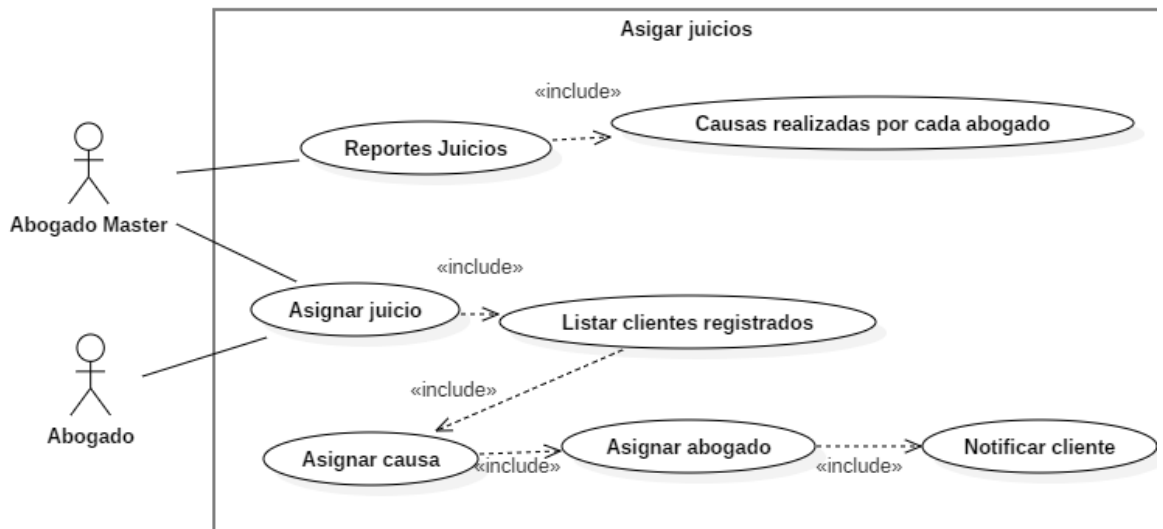 Asigar juicios
«include»
Causas realizadas por cada abogado
Reportes Juicios
Abogado Master
«include»
Asignar juicio
Listar clientes registrados
«include»
Abogado
Asignar causa
«include»
Asignar abogado
«include»
Notificar cliente